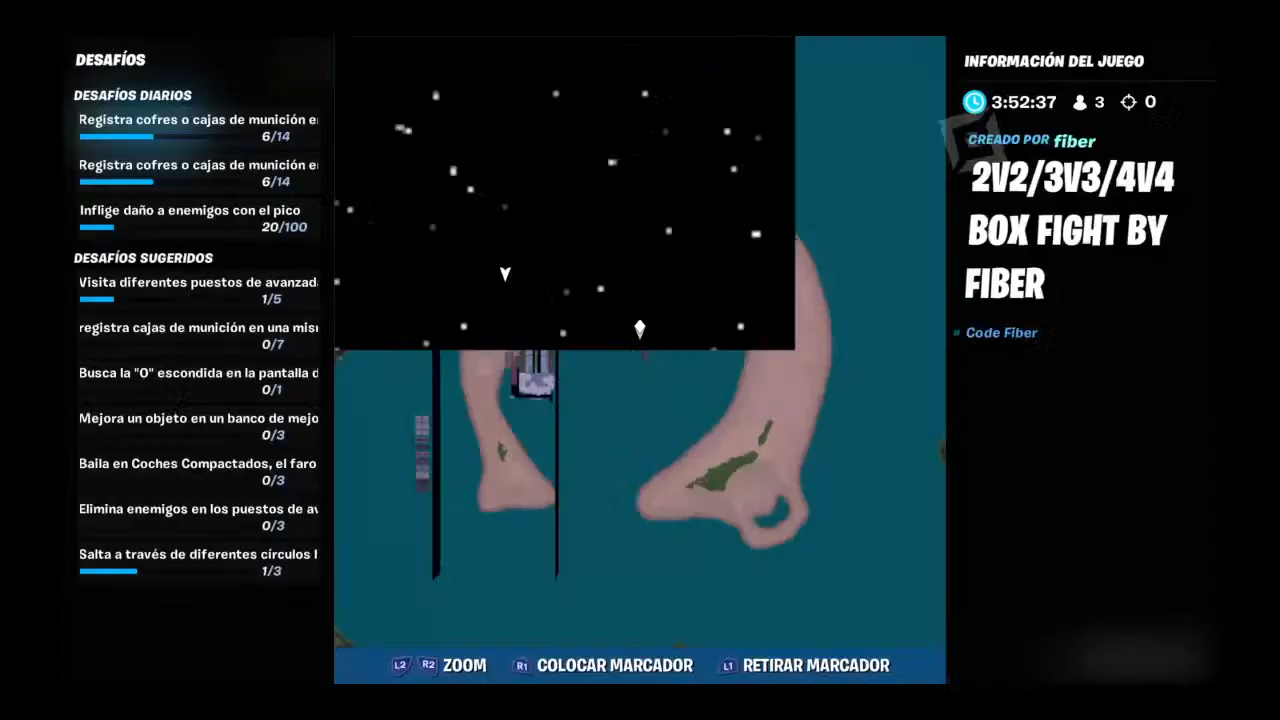 DESAFÍOS
DESAFÍOS DIARIOS
Registra cofres o cajas de munición e
6/14
Registra cofres o cajas de munición e
6/14
Inflige daño a enemigos con el pico
20/100
DESAFÍOS SUGERIDOS
Visita diferentes puestos de avanzad
1/5
registra cajas de munición en una mis
0/7
Busca la "O" escondida en la pantalla d
0/1
Mejora un objeto en un banco de mejo
0/3
Baila en Coches Compactados, el faro
0/3
Elimina enemigos en los puestos de av
0/3
Salta a través de diferentes círculos
1/3
L2 R2 ZOOM R1 COLOCAR MARCADOR L1 RETIRAR MARCADOR
INFORMACIÓN DEL JUEGO
3:52:37 3 0
CREADO POR fiber
2V2/3V3/4V4
BOX FIGHT BY
FIBER
Code Fiber